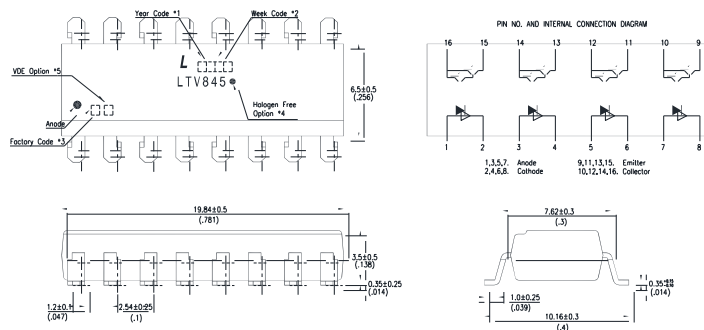 Year Code *1
Week Code *2
VDE Option *5
L
LTV845
Halogen Free
Option *4
Anode
Factory Code *3
6.5±0.5
(.256)
PIN NO. AND INTERNAL CONNECTION DIAGRAM
16 15 14 13 12 11 10 9
1 2 3 4 5 6 7 8
1,3,5,7. Anode 9,11,13,15. Emitter
2,4,6,8. Cathode 10,12,14,16. Collector
19.84±0.5
(.781)
3.5±0.5
(.138)
0.35±0.25
(.014)
1.2±0.1
(.047)
2.54±0.25
(.1)
7.62±0.3
(.3)
0.35
(.014)
1.0±0.25
(.039)
10.16±0.3
(.4)